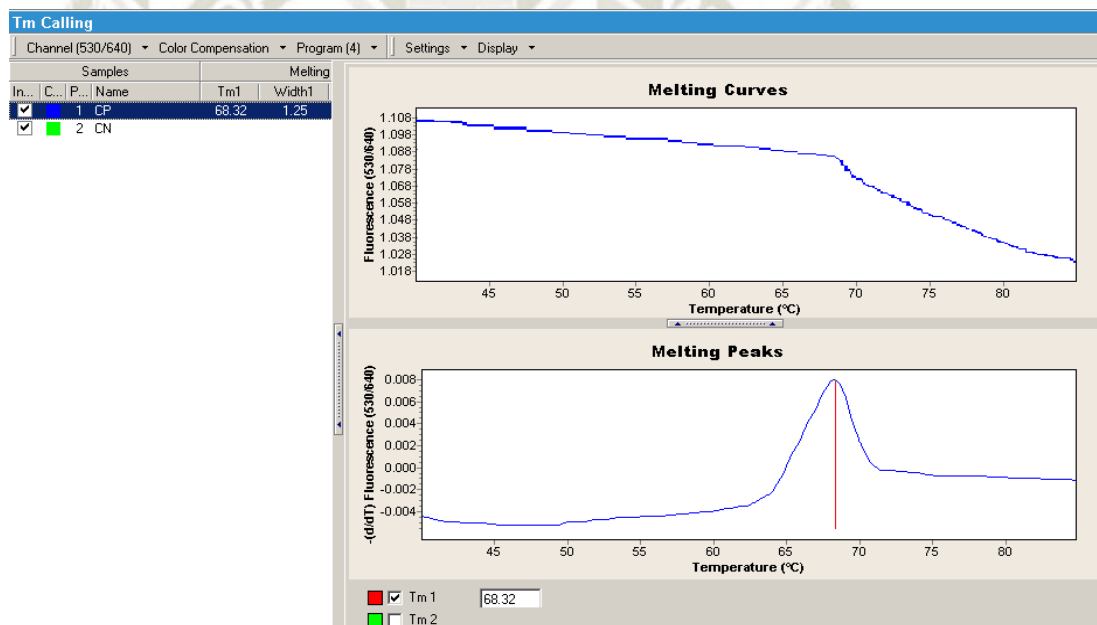 Tm Calling
Channel (530/640) Color Compensation Program (4) Settings Display
Samples Melting
In... C... P... Name Tm1 Width1
1 CP 68.32 1.25
2 CN
Melting Curves
Fluorescence (530/640)
1.108
1.098
1.088
1.078
1.068
1.058
1.048
1.038
1.028
1.018
45 50 55 60 65 70 75 80
Temperature (°C)
Melting Peaks
-(d/dT) Fluorescence (530/640)
0.008
0.006
0.004
0.002
0.000
-0.002
-0.004
45 50 55 60 65 70 75 80
Temperature (°C)
Tm 1 68.32
Tm 2